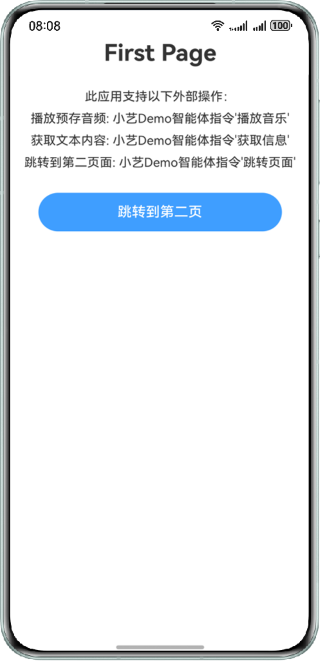 08:08
100
First Page
此应用支持以下外部操作：
播放预存音频: 小艺Demo智能体指令'播放音乐'
获取文本内容: 小艺Demo智能体指令'获取信息'
跳转到第二页面: 小艺Demo智能体指令'跳转页面'
跳转到第二页